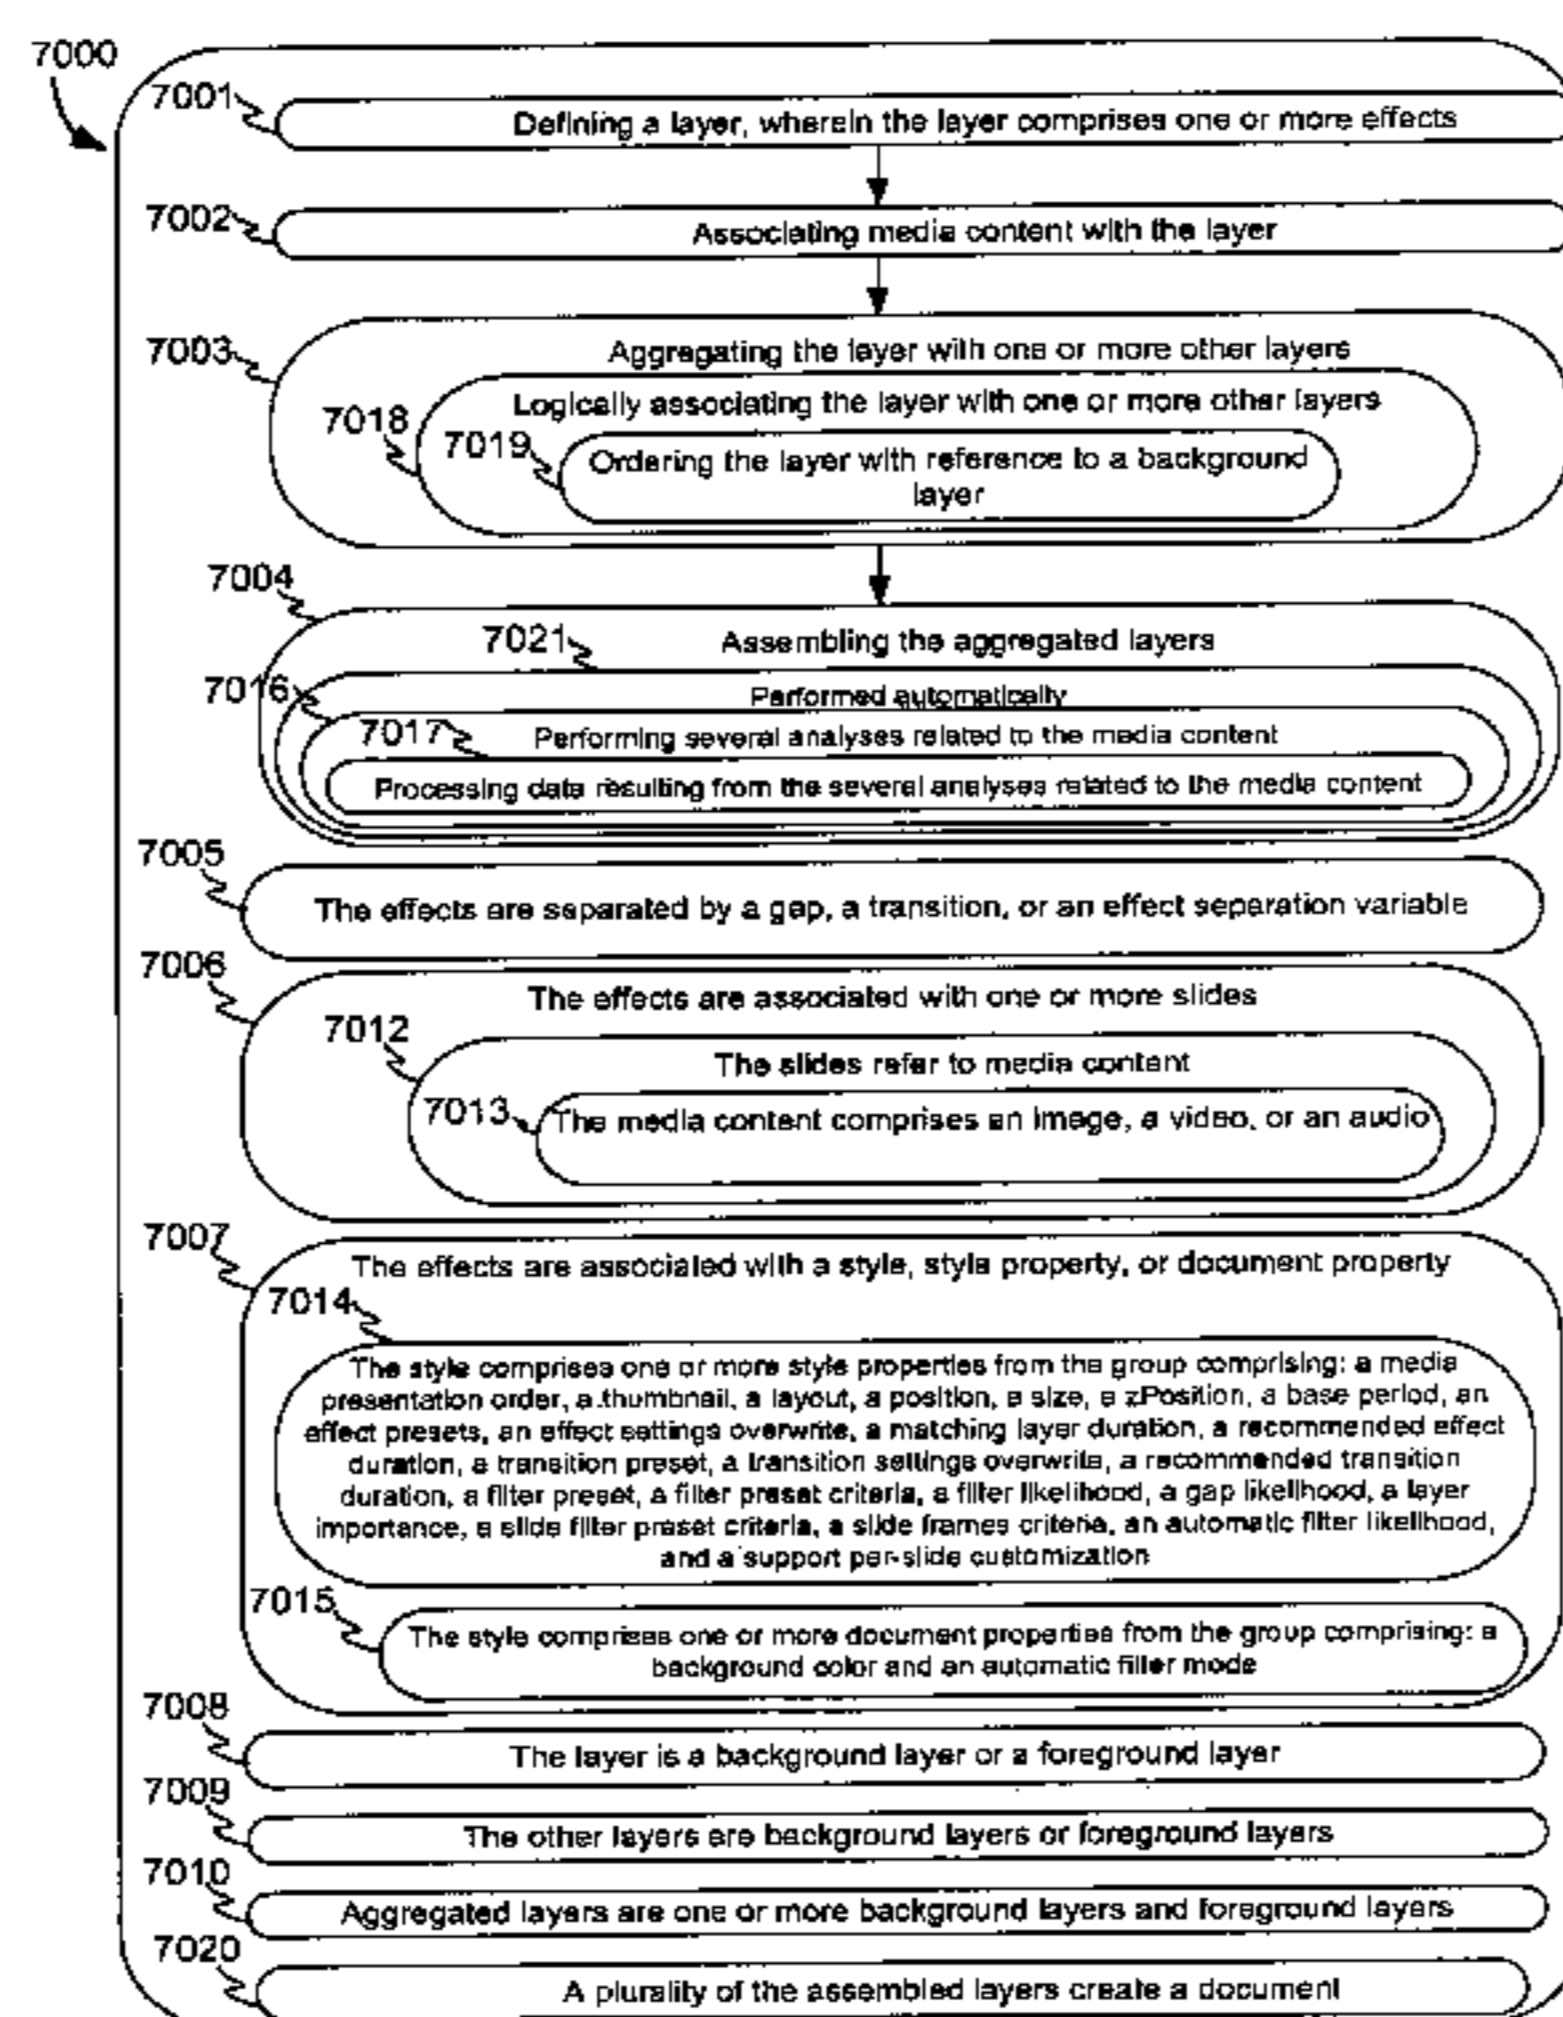 7000
7001
Defining a layer, wherein the layer comprises one or more effects
7002
Associating media content with the layer
7003
Aggregating the layer with one or more other layers
7018
Logically associating the layer with one or more other layers
7019
Ordering the layer with reference to a background
layer
7004
7021
Assembling the aggregated layers
7016
Performed automatically
7017
Performing several analyses related to the media content
Processing data resulting from the several analyses related to the media content
7005
The effects are separated by a gap, a transition, or an effect separation variable
7006
The effects are associated with one or more slides
7012
The slides refer to media content
7013
The media content comprises an image, a video, or an audio
7007
The effects are associated with a style, style property, or document property
7014
The style comprises one or more style properties from the group comprising: a media
presentation order, a thumbnail, a layout, a position, a size, a zPosition, a base period, an
effect presets, an effect settings overwrite, a matching layer duration, a recommended effect
duration, a transition preset, a transition settings overwrite, a recommended transition
duration, a filter preset, a filter preset criteria, a filter likelihood, a gap likelihood, a layer
importance, a slide filter preset criteria, a slide frames criteria, an automatic filter likelihood,
and a support per-slide customization
7015
The style comprises one or more document properties from the group comprising: a
background color and an automatic filler mode
7008
The layer is a background layer or a foreground layer
7009
The other layers are background layers or foreground layers
7010
Aggregated layers are one or more background layers and foreground layers
7020
A plurality of the assembled layers create a document